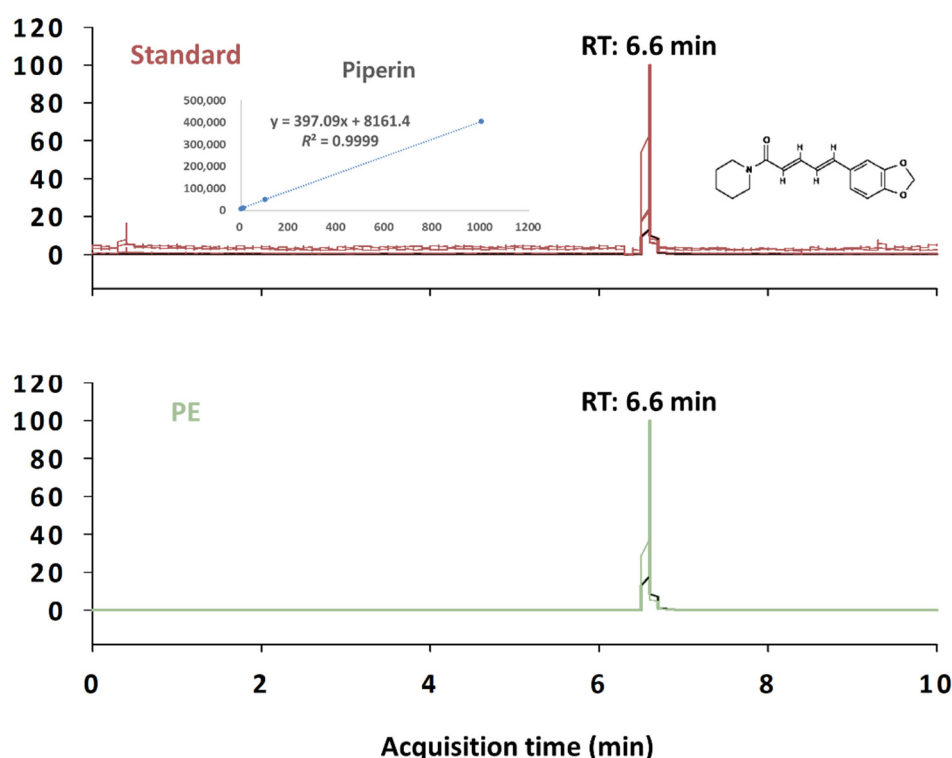 120
100
80
60
40
20
0
Standard
RT: 6.6 min
Piperin
500,000
400,000
300,000
200,000
100,000
0
y = 397.09x + 8161.4
R² = 0.9999
0 200 400 600 800 1000 1200
O
H H
N
H H
O
O
120
100
80
60
40
20
0
PE
RT: 6.6 min
0 2 4 6 8 10
Acquisition time (min)